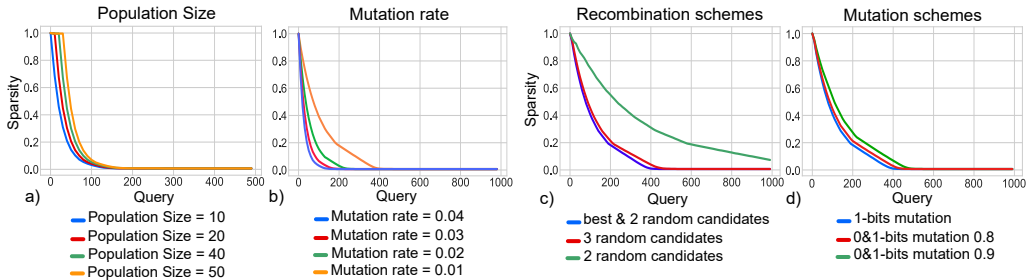 Population Size
Mutation rate
Recombination schemes
Mutation schemes
Sparsity
1.0
0.8
0.6
0.4
0.2
0.0
0
100
200
300
400
500
Query
a)
Population Size = 10
Population Size = 20
Population Size = 40
Population Size = 50
1.0
0.8
0.6
0.4
0.2
0.0
0
200
400
600
800
1000
Query
b)
Mutation rate = 0.04
Mutation rate = 0.03
Mutation rate = 0.02
Mutation rate = 0.01
Sparsity
1.0
0.8
0.6
0.4
0.2
0.0
0
200
400
600
800
1000
Query
c)
best & 2 random candidates
3 random candidates
2 random candidates
1.0
0.8
0.6
0.4
0.2
0.0
0
200
400
600
800
1000
Query
d)
1-bits mutation
0&1-bits mutation 0.8
0&1-bits mutation 0.9